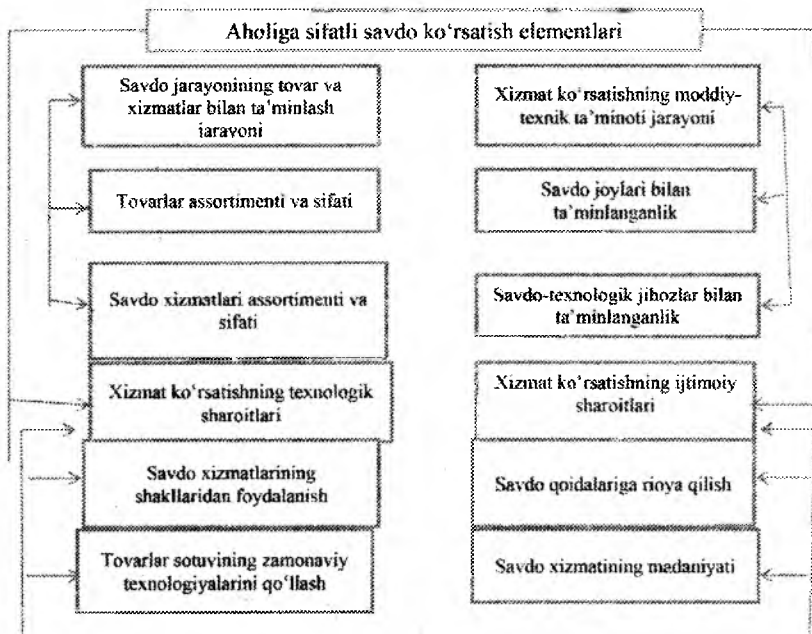 Aholiga sifatli savdo ko‘rsatish elementlari
Savdo jarayonining tovar va
xizmatlar bilan ta’minlash
jarayoni
Xizmat ko‘rsatishning moddiy-
texnik ta’minoti jarayoni
Tovarlar assortimenti va sifati
Savdo joylari bilan
ta’minlanganlik
Savdo xizmatlari assortimenti va
sifati
Savdo-texnologik jihozlar bilan
ta’minlanganlik
Xizmat ko‘rsatishning texnologik
sharoitlari
Xizmat ko‘rsatishning ijtimoiy
sharoitlari
Savdo xizmatlarining
shakllaridan foydalanish
Savdo qoidalariga rioya qilish
Tovarlar sotuvining zamonaviy
texnologiyalarini qo‘llash
Savdo xizmatining madaniyati